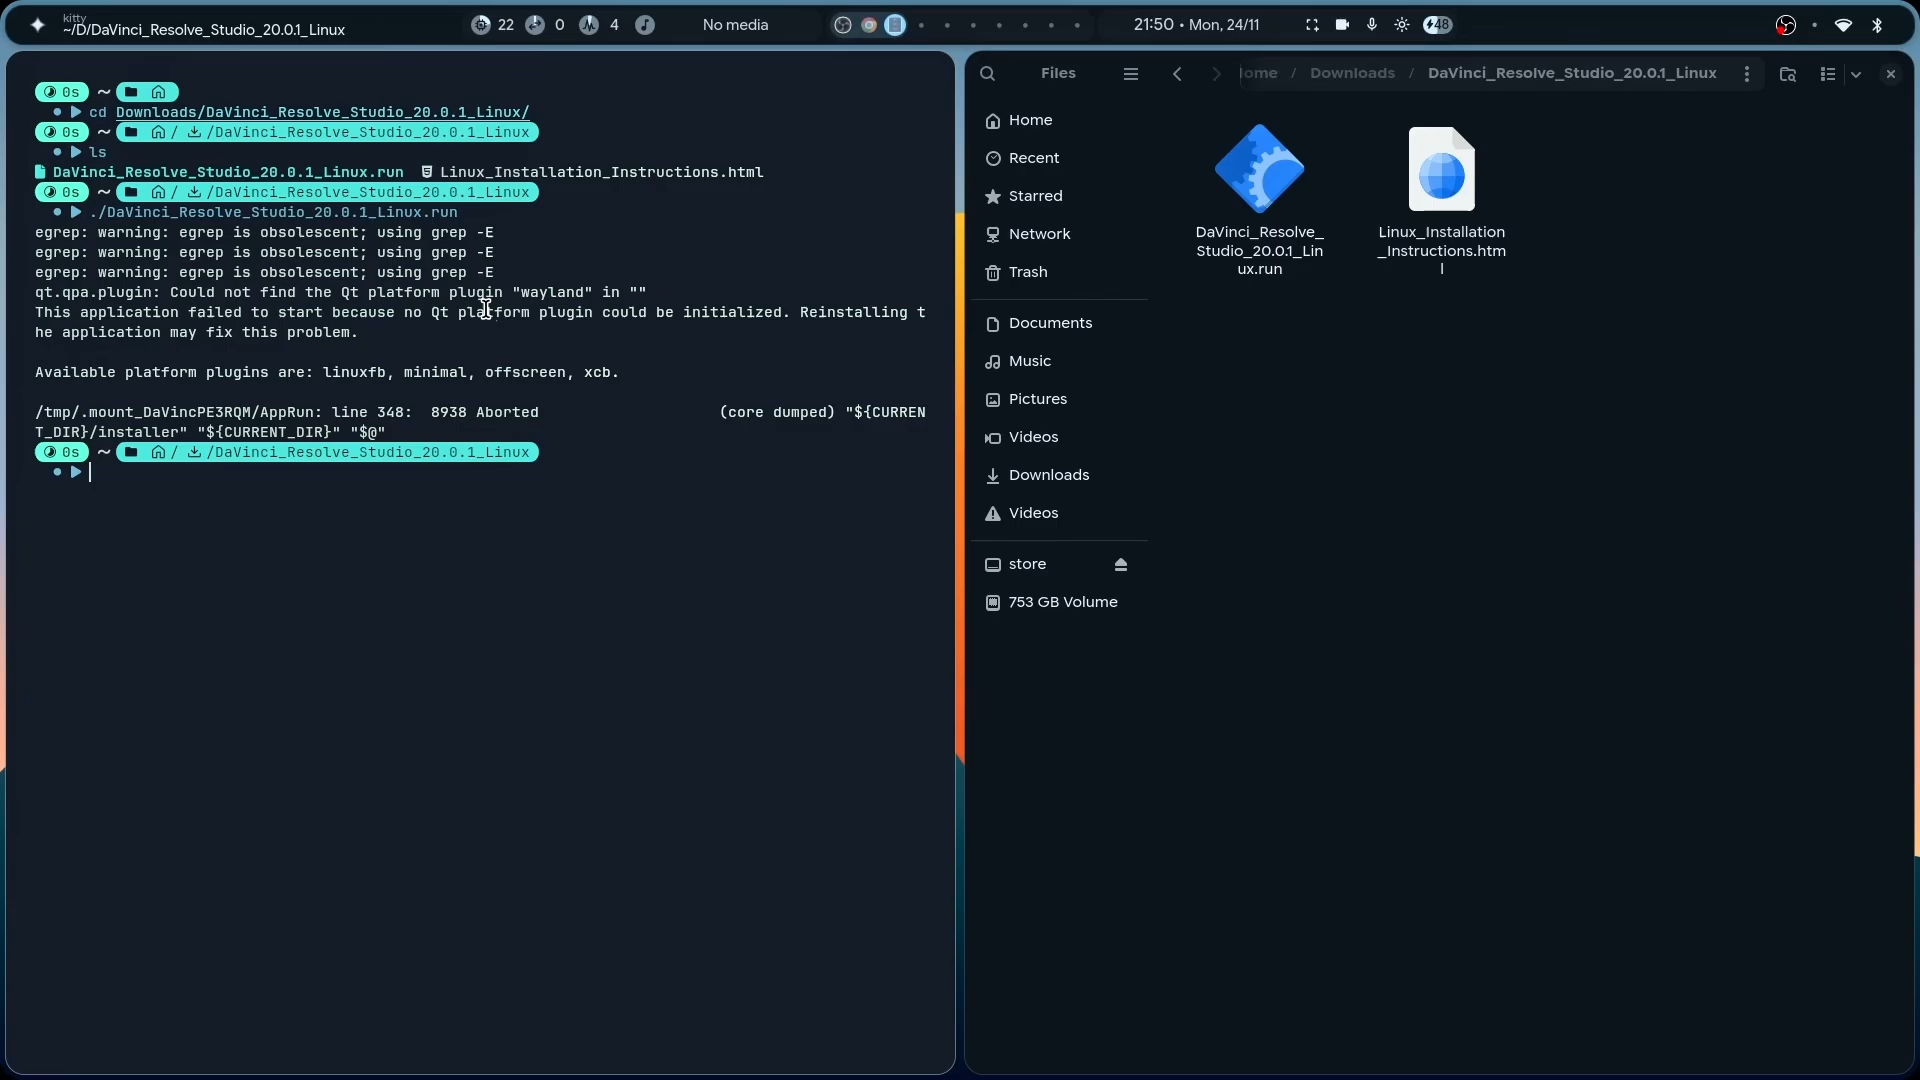 kitty
~/D/DaVinci_Resolve_Studio_20.0.1_Linux
22
0
4
No media
21:50 • Mon, 24/11
48
0s ~
cd Downloads/DaVinci_Resolve_Studio_20.0.1_Linux/
0s ~ / /DaVinci_Resolve_Studio_20.0.1_Linux
ls
DaVinci_Resolve_Studio_20.0.1_Linux.run Linux_Installation_Instructions.html
0s ~ / /DaVinci_Resolve_Studio_20.0.1_Linux
./DaVinci_Resolve_Studio_20.0.1_Linux.run
egrep: warning: egrep is obsolescent; using grep -E
egrep: warning: egrep is obsolescent; using grep -E
egrep: warning: egrep is obsolescent; using grep -E
qt.qpa.plugin: Could not find the Qt platform plugin "wayland" in ""
This application failed to start because no Qt platform plugin could be initialized. Reinstalling t
he application may fix this problem.
Available platform plugins are: linuxfb, minimal, offscreen, xcb.
/tmp/.mount_DaVincPE3RQM/AppRun: line 348:  8938 Aborted                    (core dumped) "${CURREN
T_DIR}/installer" "${CURRENT_DIR}" "$@"
0s ~ / /DaVinci_Resolve_Studio_20.0.1_Linux
Files
ome / Downloads / DaVinci_Resolve_Studio_20.0.1_Linux
Home
Recent
Starred
Network
Trash
Documents
Music
Pictures
Videos
Downloads
Videos
store
753 GB Volume
DaVinci_Resolve_
Studio_20.0.1_Lin
ux.run
Linux_Installation
_Instructions.htm
l